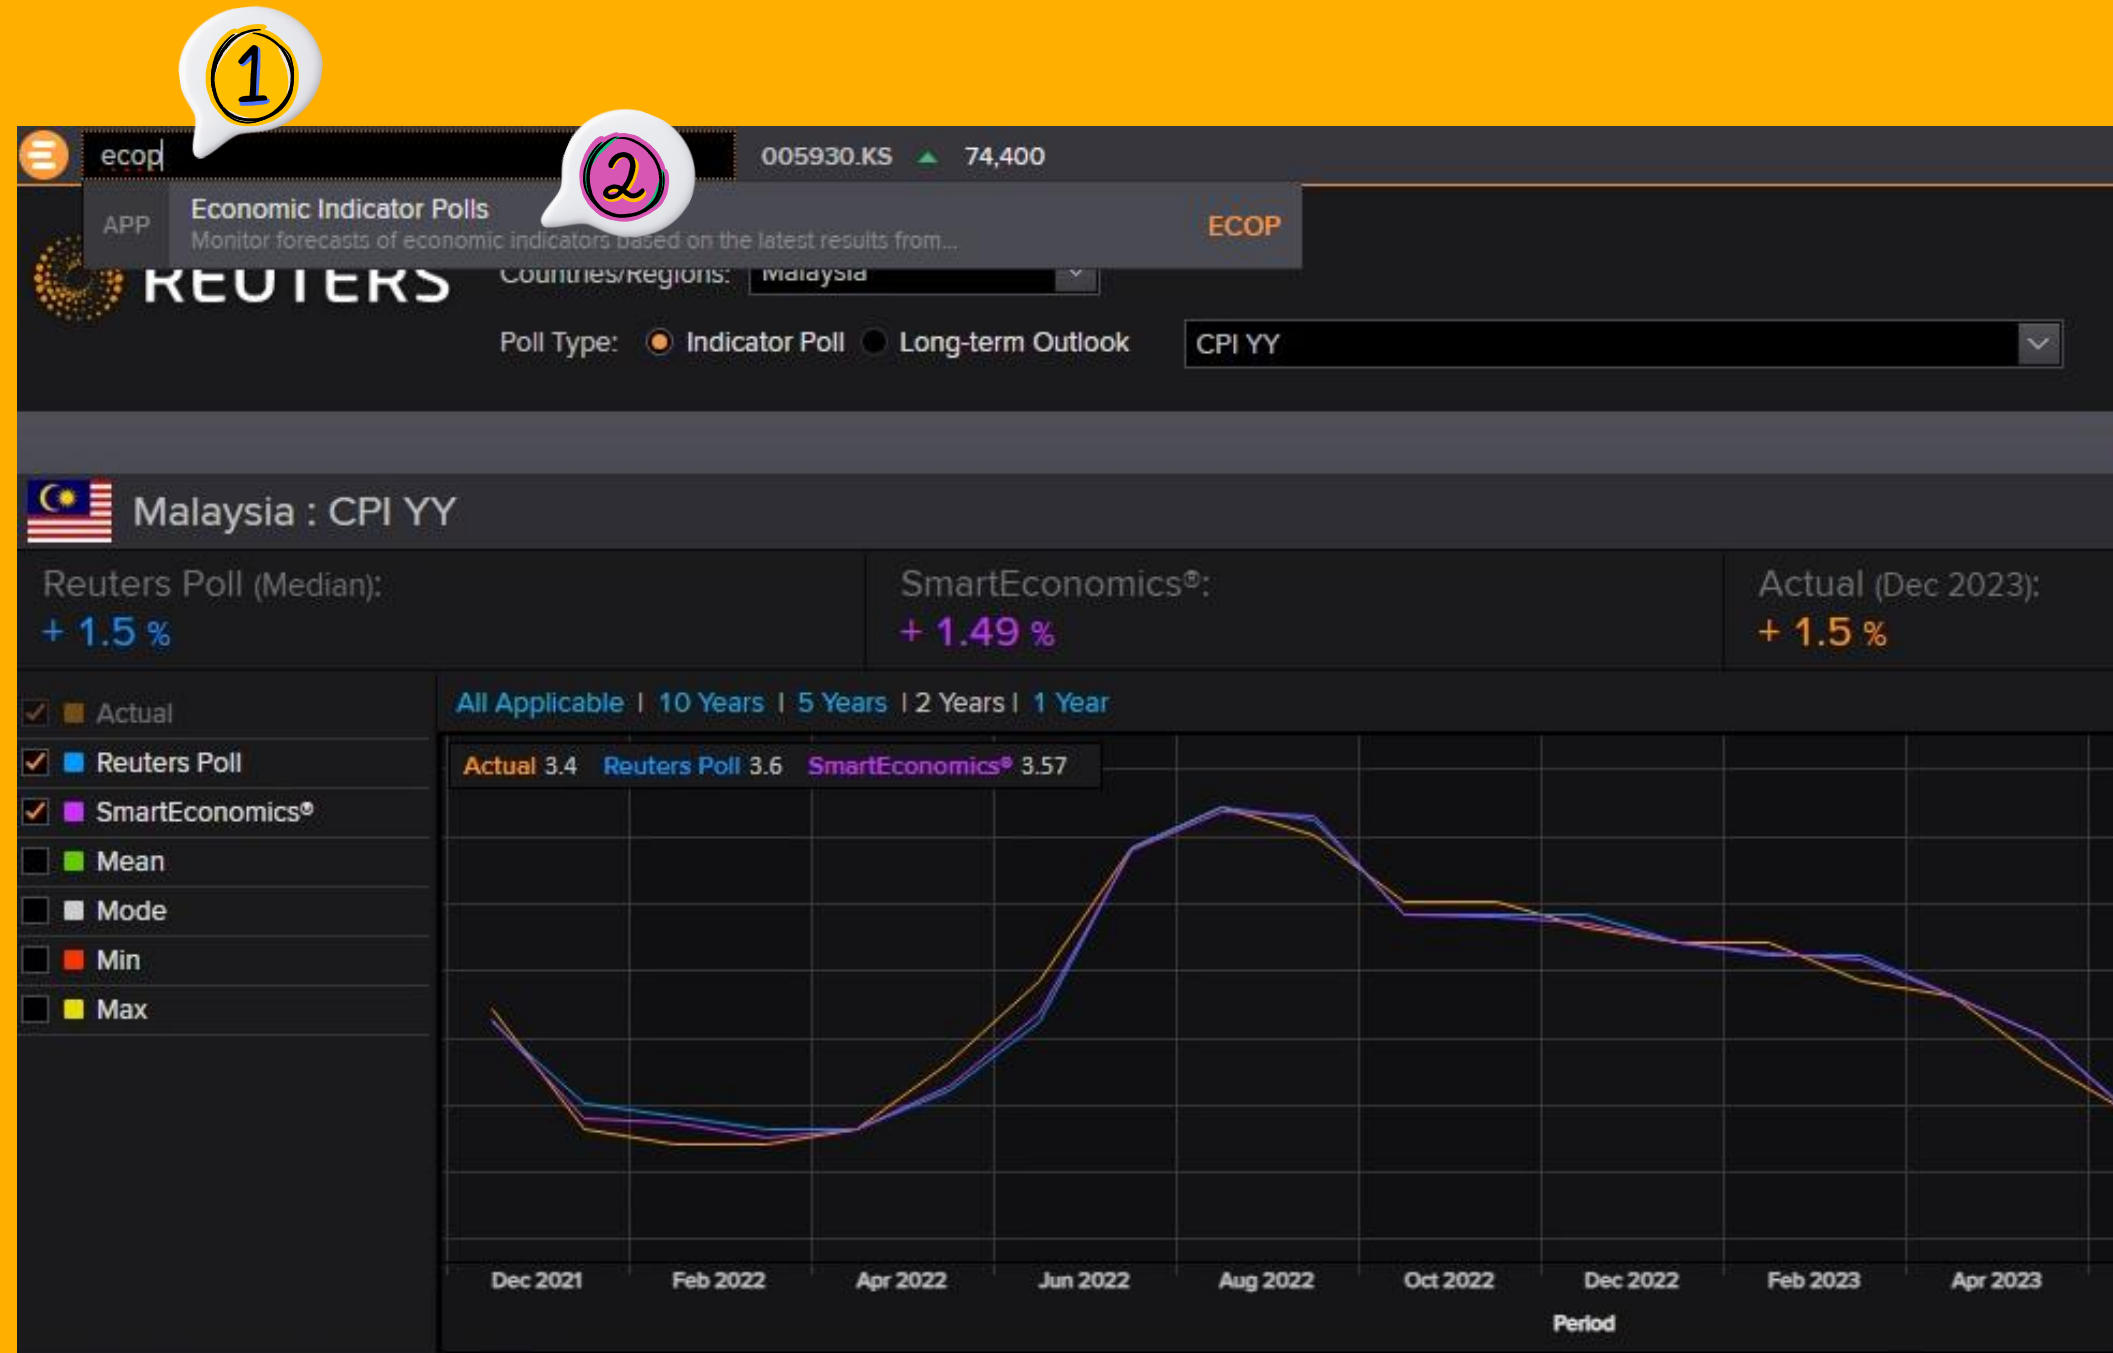 1
2
ecop
005930.KS ▲ 74,400
APP
Economic Indicator Polls
Monitor forecasts of economic indicators based on the latest results from...
ECOP
REUTERS
Countries/Regions: Malaysia
Poll Type: Indicator Poll Long-term Outlook CPI YY
Malaysia : CPI YY
Reuters Poll (Median): SmartEconomics®: Actual (Dec 2023):
+ 1.5 % + 1.49 % + 1.5 %
All Applicable | 10 Years | 5 Years | 2 Years | 1 Year
Actual
Reuters Poll
SmartEconomics®
Mean
Mode
Min
Max
Actual 3.4 Reuters Poll 3.6 SmartEconomics® 3.57
Dec 2021 Feb 2022 Apr 2022 Jun 2022 Aug 2022 Oct 2022 Dec 2022 Feb 2023 Apr 2023
Period